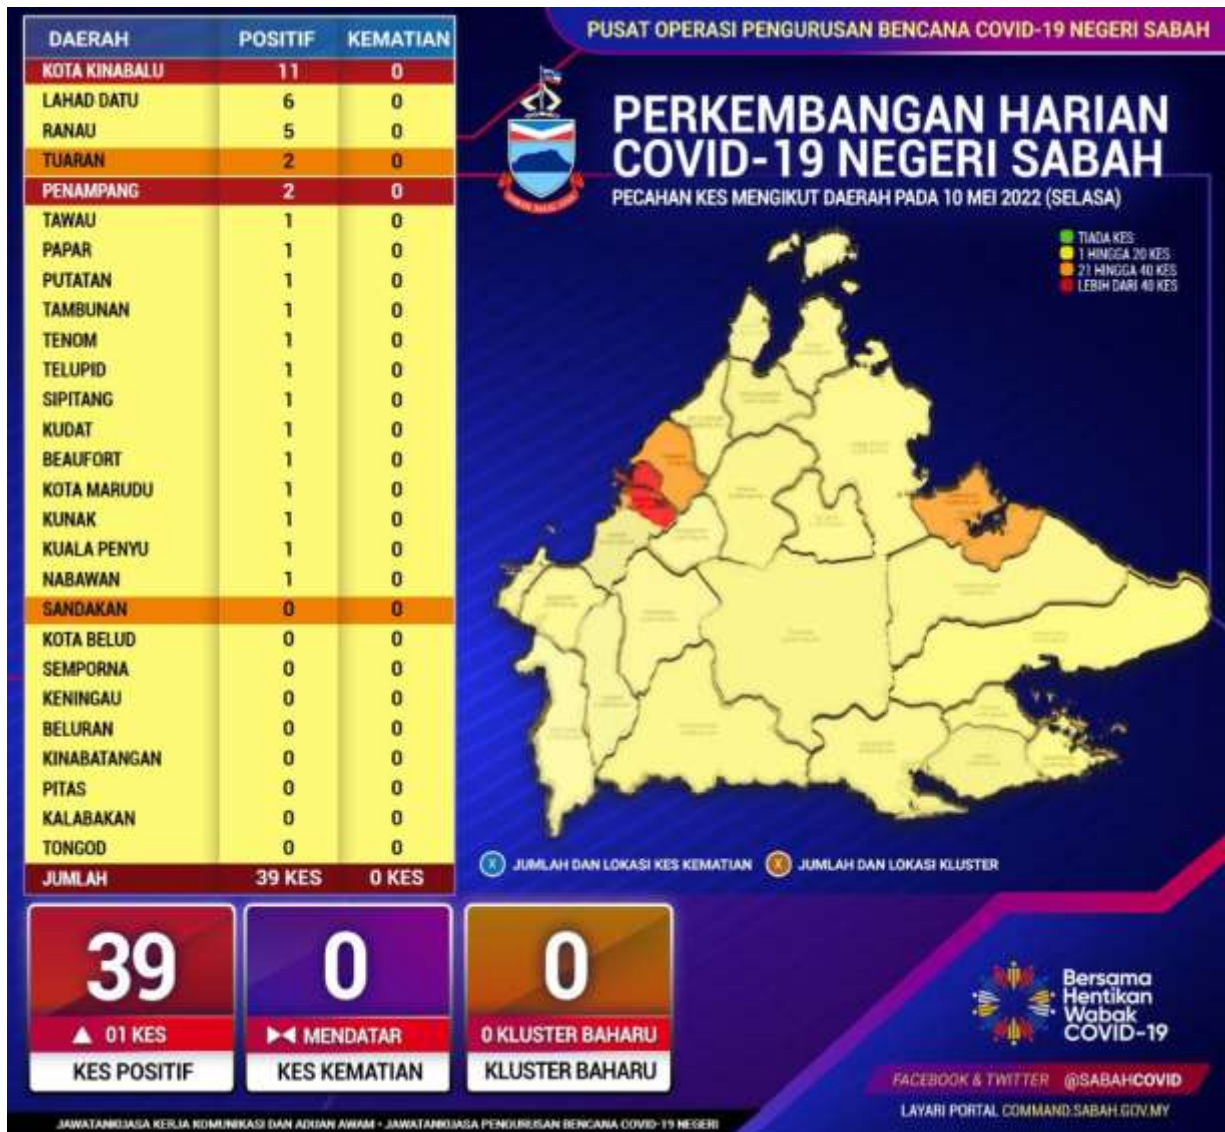 PUSAT OPERASI PENGURUSAN BENCANA COVID-19 NEGERI SABAH
PERKEMBANGAN HARIAN
COVID-19 NEGERI SABAH
PECAHAN KES MENGIKUT DAERAH PADA 10 MEI 2022 (SELASA)
DAERAH POSITIF KEMATIAN
KOTA KINABALU 11 0
LAHAD DATU 6 0
RANAU 5 0
TUARAN 2 0
PENAMPANG 2 0
TAWAU 1 0
PAPAR 1 0
PUTATAN 1 0
TAMBUNAN 1 0
TENOM 1 0
TELUPID 1 0
SIPITANG 1 0
KUDAT 1 0
BEAUFORT 1 0
KOTA MARUDU 1 0
KUNAK 1 0
KUALA PENYU 1 0
NABAWAN 1 0
SANDAKAN 0 0
KOTA BELUD 0 0
SEMPORNA 0 0
KENINGAU 0 0
BELURAN 0 0
KINABATANGAN 0 0
PITAS 0 0
KALABAKAN 0 0
TONGOD 0 0
JUMLAH 39 KES 0 KES
TIADA KES
1 HINGGA 20 KES
21 HINGGA 40 KES
LEBIH DARI 40 KES
X JUMLAH DAN LOKASI KES KEMATIAN
X JUMLAH DAN LOKASI KLUSTER
39
▲ 01 KES
KES POSITIF
0
MENDATAR
KES KEMATIAN
0
0 KLUSTER BAHARU
KLUSTER BAHARU
Bersama
Hentikan
Wabak
COVID-19
FACEBOOK & TWITTER @SABAHCOVID
LAYARI PORTAL COMMAND.SABAH.GOV.MY
JAWATANKUASA KERJA KOMUNIKASI DAN ADUAN AWAM • JAWATANKUASA PENGURUSAN BENCANA COVID-19 NEGERI